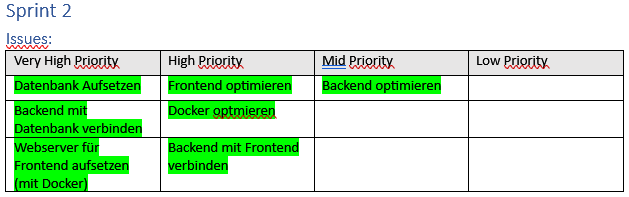 Sprint 2
Issues:
Very High Priority High Priority Mid Priority Low Priority
Datenbank Aufsetzen Frontend optimieren Backend optimieren
Backend mit Docker optmieren
Datenbank verbinden
Webserver für Backend mit Frontend
Frontend aufsetzen verbinden
(mit Docker)